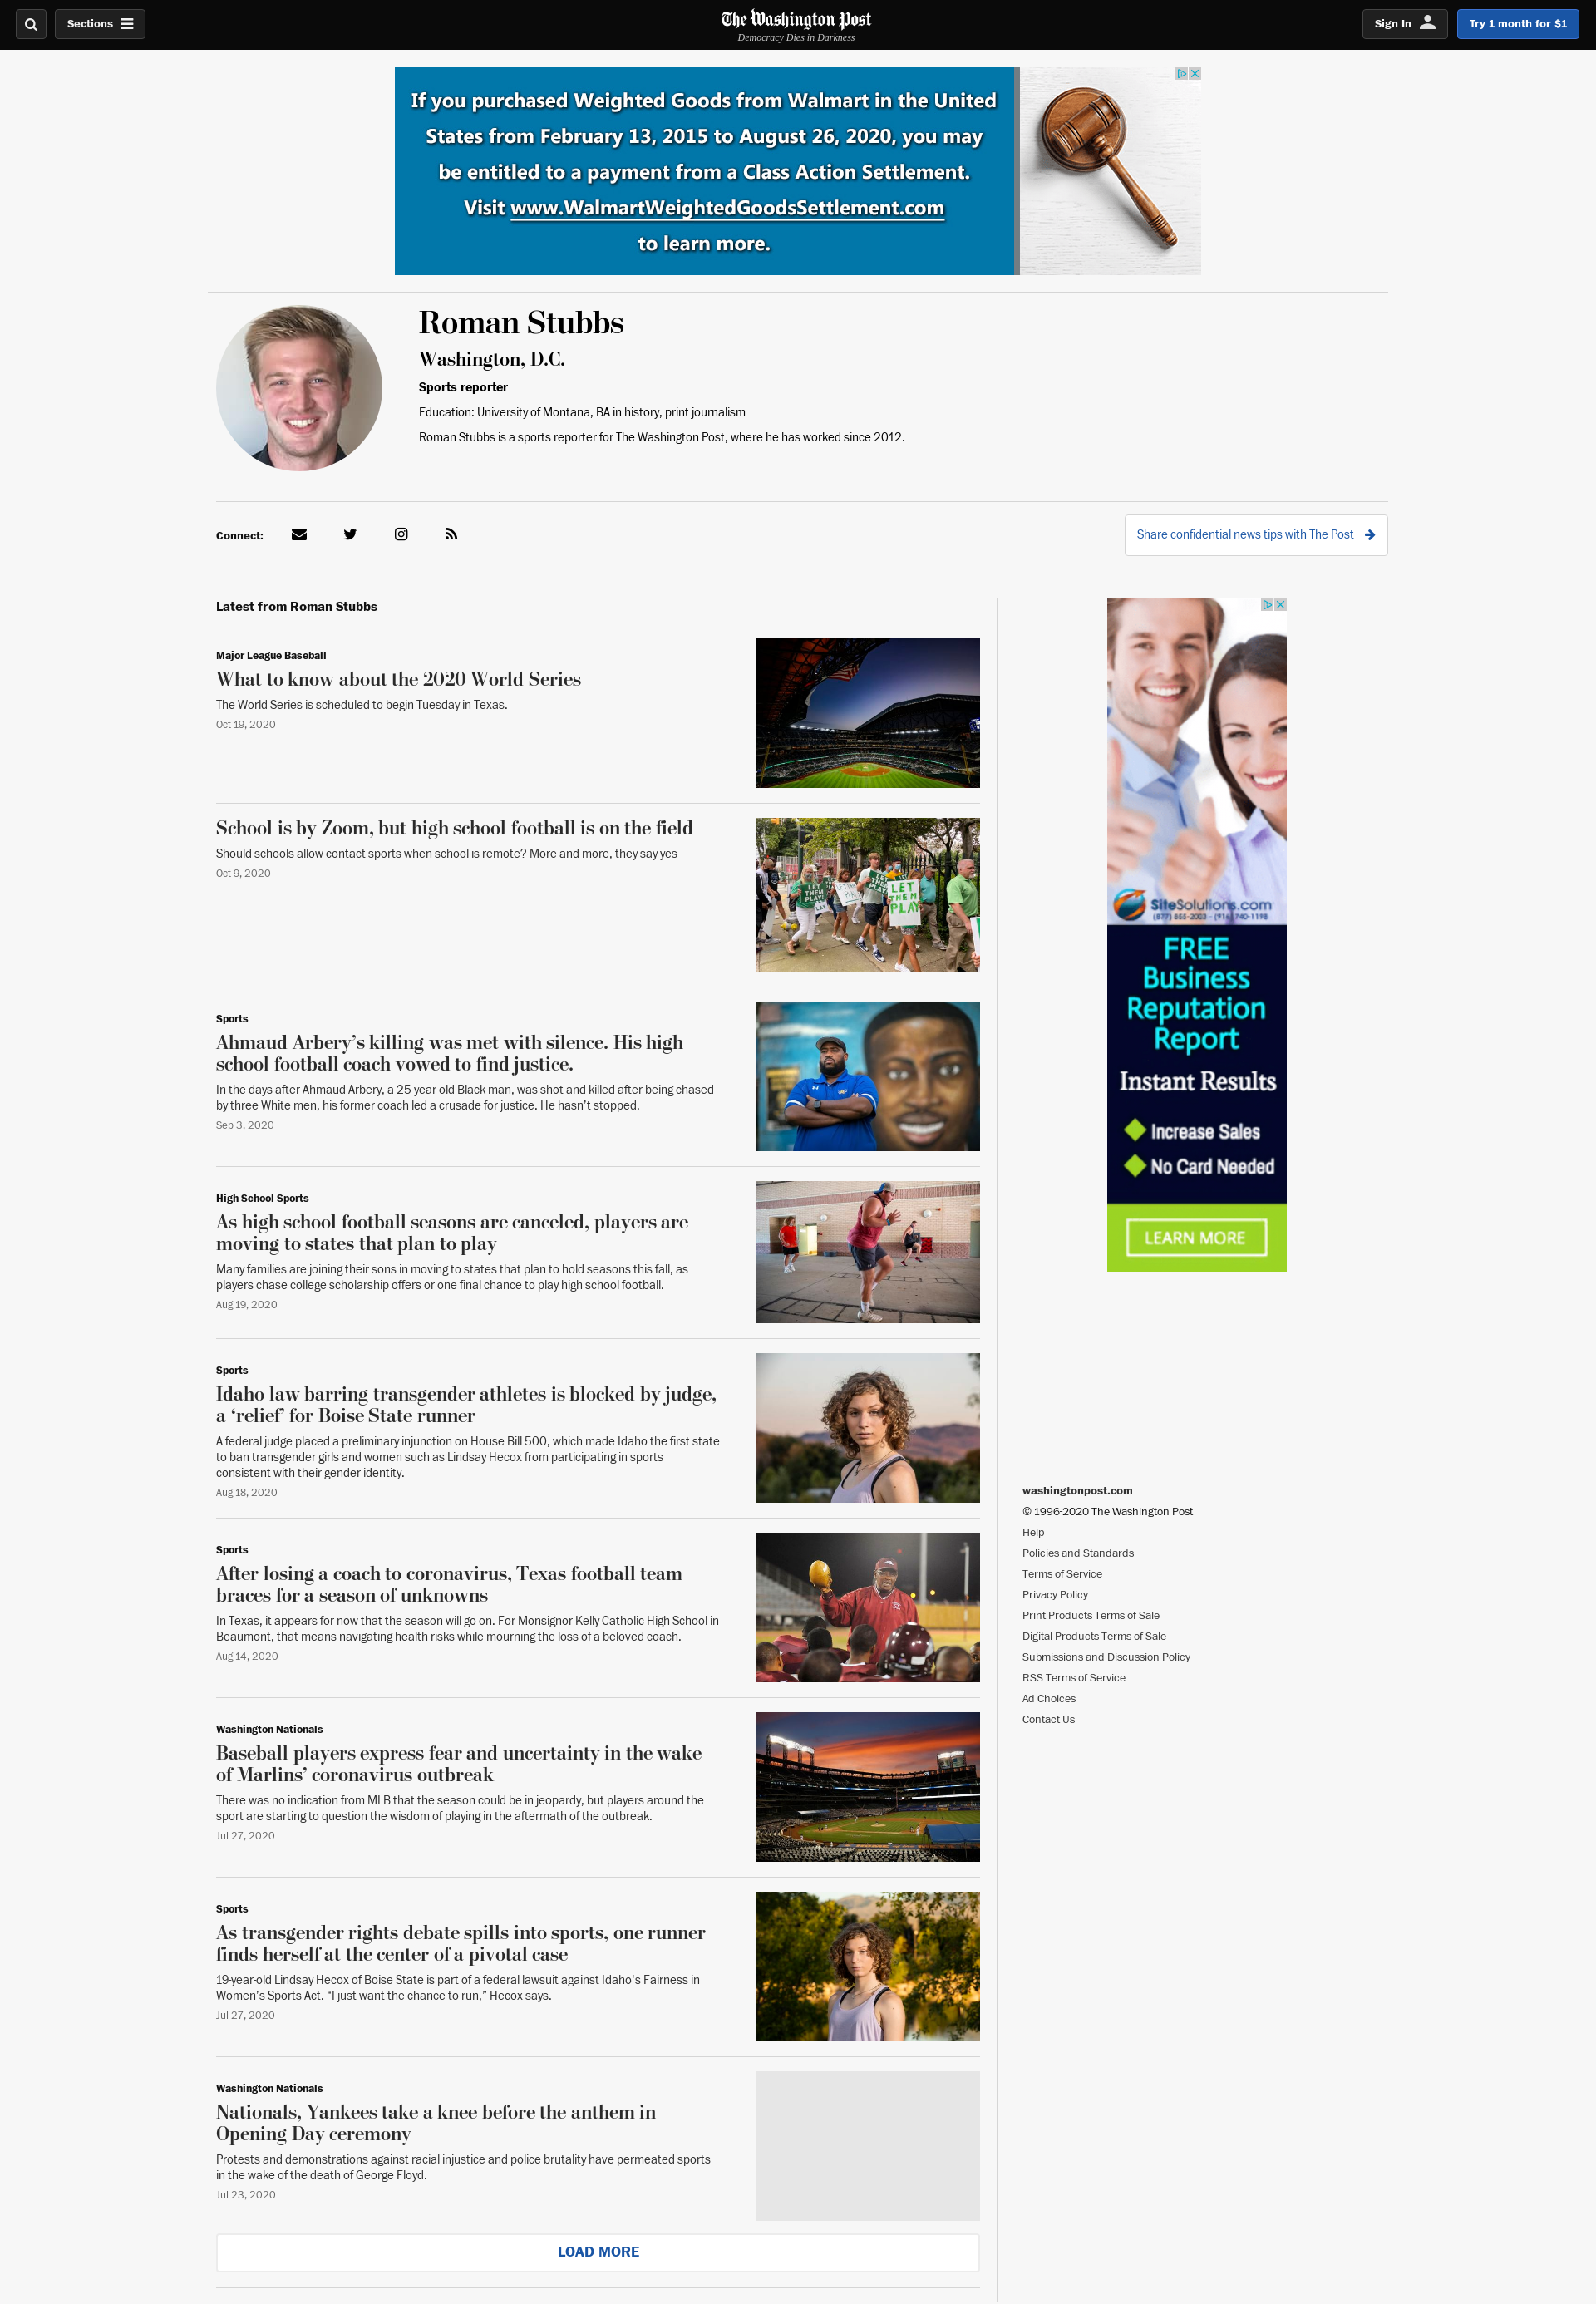 Sections
The Washington Post
Democracy Dies in Darkness
Sign In
Try 1 month for $1
If you purchased Weighted Goods from Walmart in the United
States from February 13, 2015 to August 26, 2020, you may
be entitled to a payment from a Class Action Settlement.
Visit www.WalmartWeightedGoodsSettlement.com
to learn more.
Roman Stubbs
Washington, D.C.
Sports reporter
Education: University of Montana, BA in history, print journalism
Roman Stubbs is a sports reporter for The Washington Post, where he has worked since 2012.
Connect:
Share confidential news tips with The Post
Latest from Roman Stubbs
Major League Baseball
What to know about the 2020 World Series
The World Series is scheduled to begin Tuesday in Texas.
Oct 19, 2020
School is by Zoom, but high school football is on the field
Should schools allow contact sports when school is remote? More and more, they say yes
Oct 9, 2020
LET THEM PLAY!
LET THEM PLAY!
LET THEM PLAY
Sports
Ahmaud Arbery’s killing was met with silence. His high
school football coach vowed to find justice.
In the days after Ahmaud Arbery, a 25-year old Black man, was shot and killed after being chased
by three White men, his former coach led a crusade for justice. He hasn’t stopped.
Sep 3, 2020
High School Sports
As high school football seasons are canceled, players are
moving to states that plan to play
Many families are joining their sons in moving to states that plan to hold seasons this fall, as
players chase college scholarship offers or one final chance to play high school football.
Aug 19, 2020
Sports
Idaho law barring transgender athletes is blocked by judge,
a ‘relief’ for Boise State runner
A federal judge placed a preliminary injunction on House Bill 500, which made Idaho the first state
to ban transgender girls and women such as Lindsay Hecox from participating in sports
consistent with their gender identity.
Aug 18, 2020
Sports
After losing a coach to coronavirus, Texas football team
braces for a season of unknowns
In Texas, it appears for now that the season will go on. For Monsignor Kelly Catholic High School in
Beaumont, that means navigating health risks while mourning the loss of a beloved coach.
Aug 14, 2020
Washington Nationals
Baseball players express fear and uncertainty in the wake
of Marlins’ coronavirus outbreak
There was no indication from MLB that the season could be in jeopardy, but players around the
sport are starting to question the wisdom of playing in the aftermath of the outbreak.
Jul 27, 2020
Sports
As transgender rights debate spills into sports, one runner
finds herself at the center of a pivotal case
19-year-old Lindsay Hecox of Boise State is part of a federal lawsuit against Idaho's Fairness in
Women’s Sports Act. “I just want the chance to run,” Hecox says.
Jul 27, 2020
Washington Nationals
Nationals, Yankees take a knee before the anthem in
Opening Day ceremony
Protests and demonstrations against racial injustice and police brutality have permeated sports
in the wake of the death of George Floyd.
Jul 23, 2020
LOAD MORE
SiteSolutions.com
(877) 855-2003 - (916) 740-1198
FREE
Business
Reputation
Report
Instant Results
Increase Sales
No Card Needed
LEARN MORE
washingtonpost.com
© 1996-2020 The Washington Post
Help
Policies and Standards
Terms of Service
Privacy Policy
Print Products Terms of Sale
Digital Products Terms of Sale
Submissions and Discussion Policy
RSS Terms of Service
Ad Choices
Contact Us